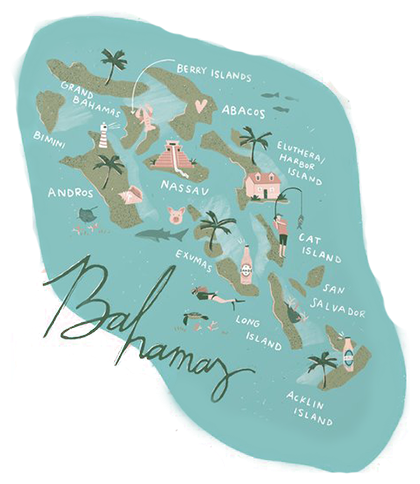 BERRY ISLANDS
GRAND
BAHAMAS
ABACOS
BIMINI
ELUTHERA/
HARBOR
ISLAND
ANDROS
NASSAU
CAT
ISLAND
EXUMAS
SAN
SALVADOR
LONG
ISLAND
Bahamas
ACKLIN
ISLAND